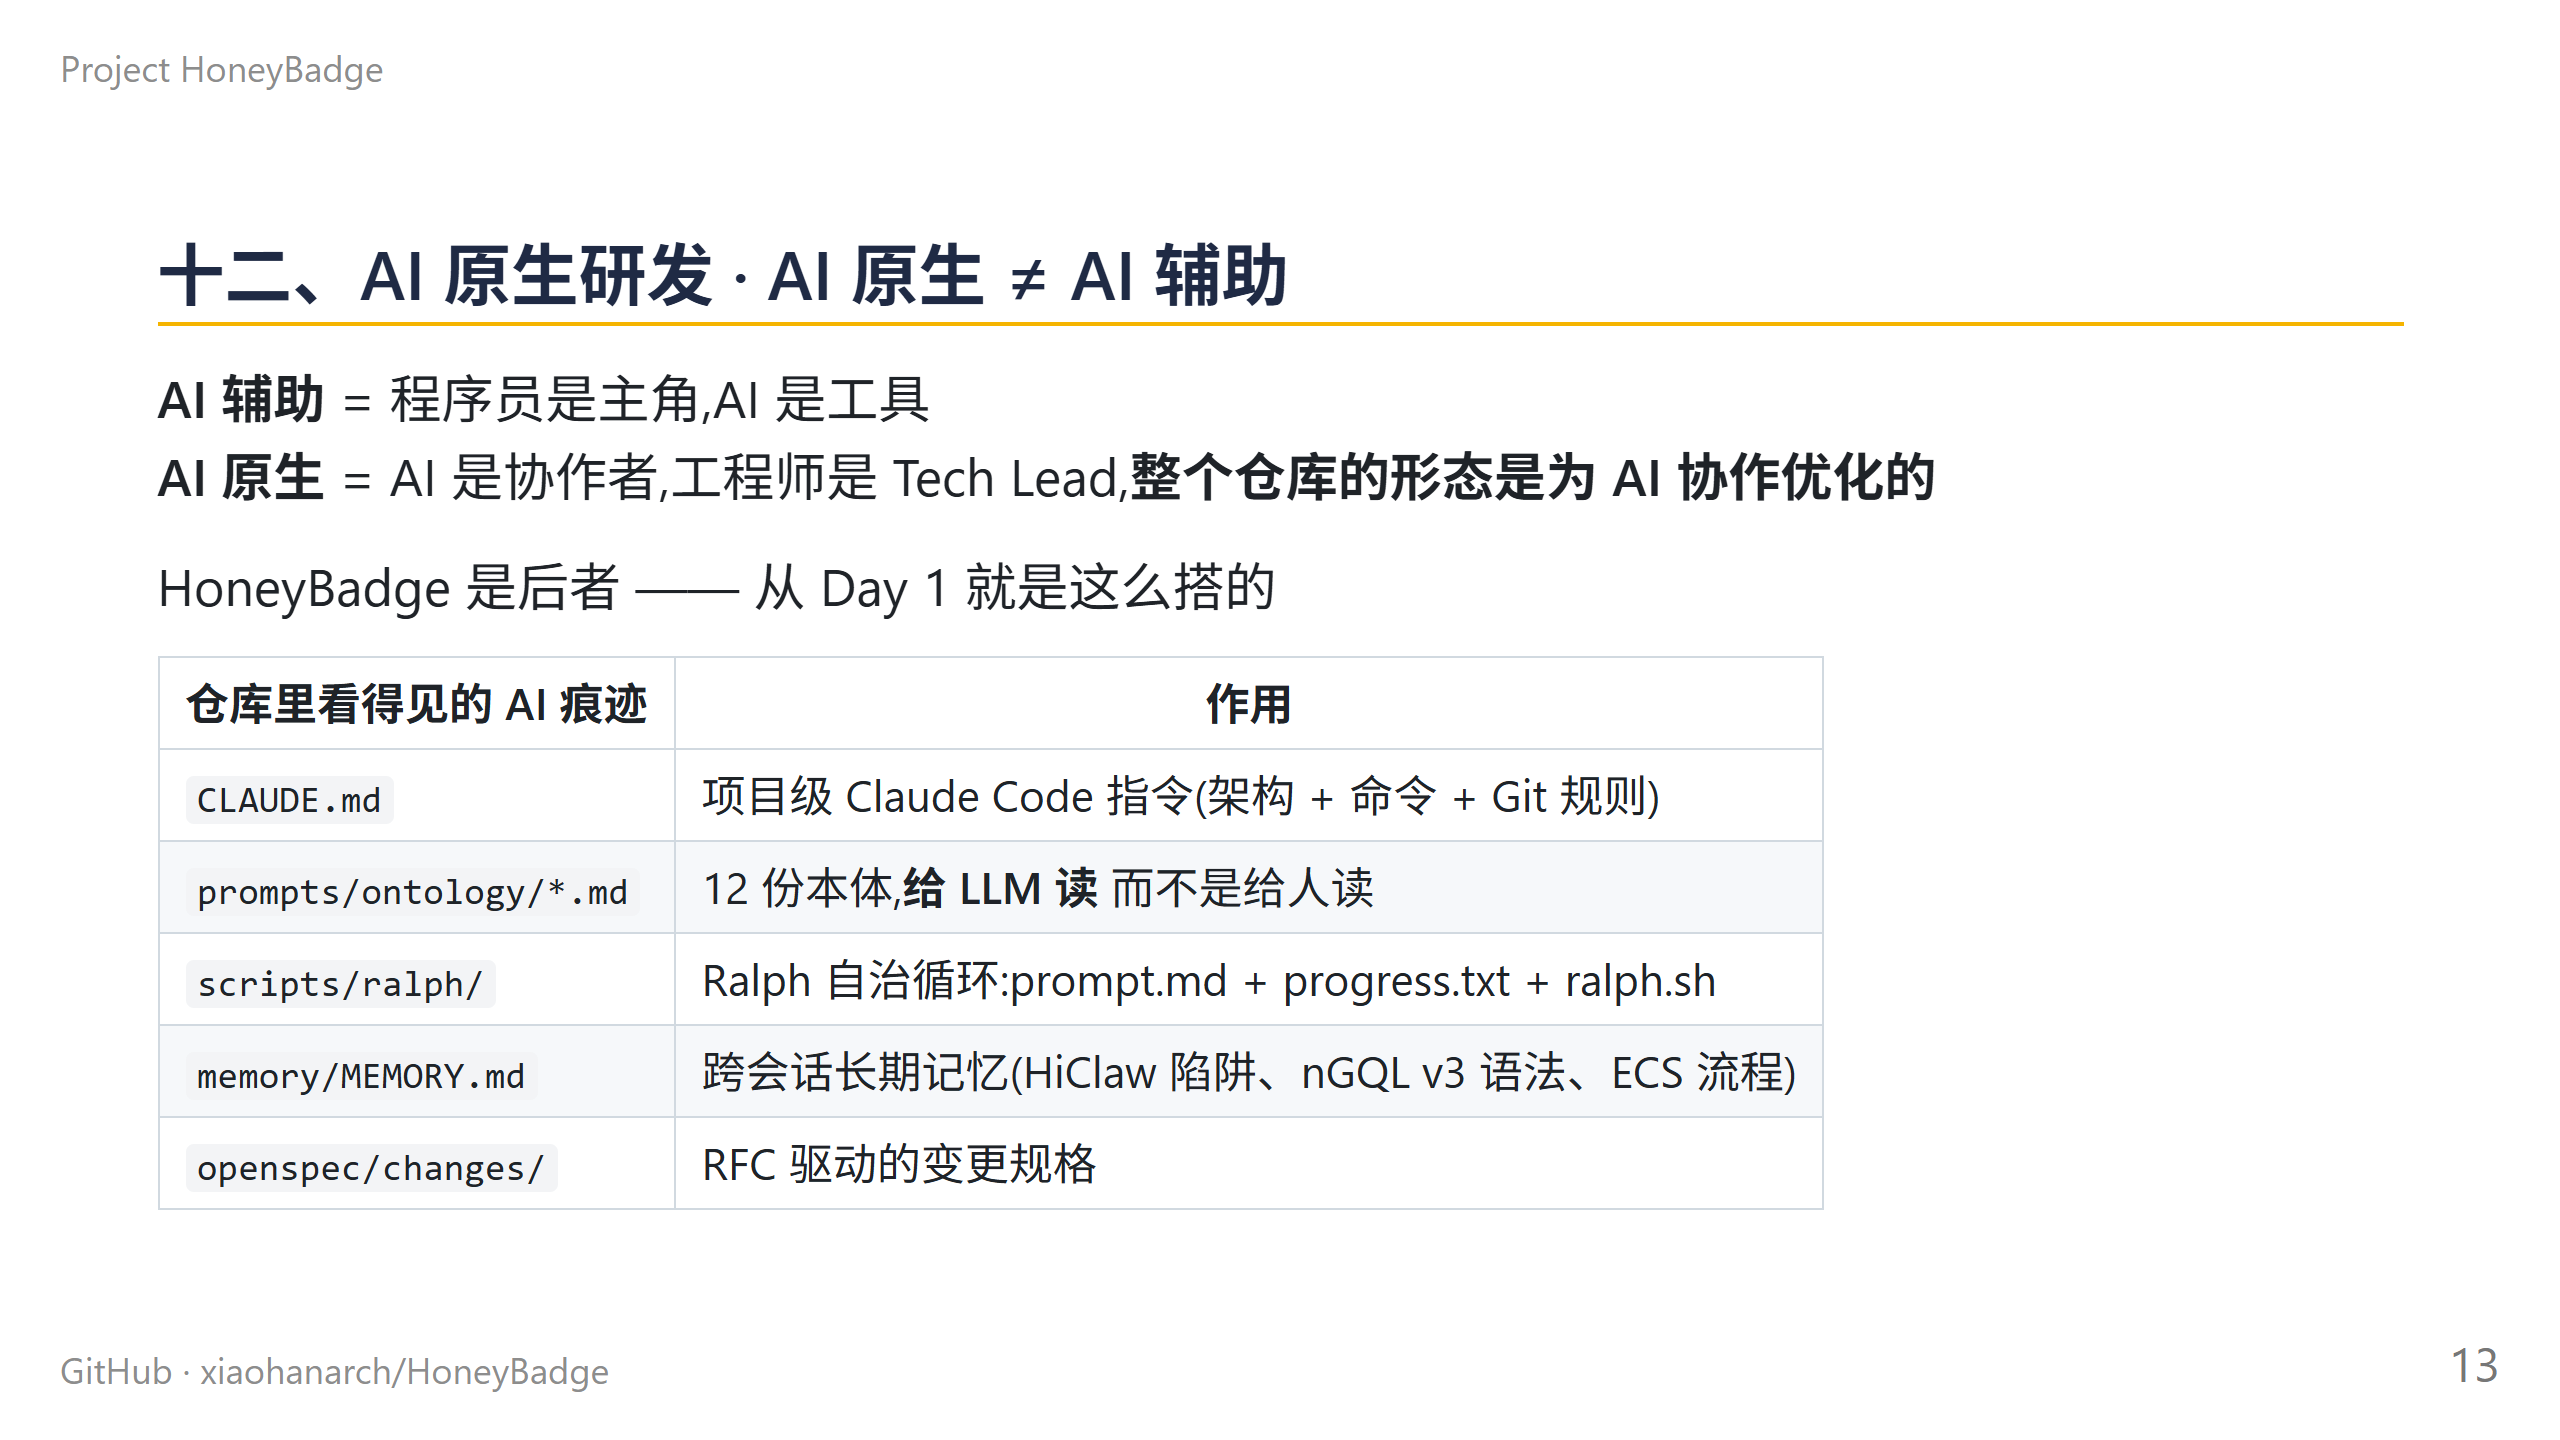 Project HoneyBadge
十二、AI 原生研发 · AI 原生 ≠ AI 辅助
AI 辅助 = 程序员是主角,AI 是工具
AI 原生 = AI 是协作者,工程师是 Tech Lead,整个仓库的形态是为 AI 协作优化的
HoneyBadge 是后者 —— 从 Day 1 就是这么搭的
仓库里看得见的 AI 痕迹 作用
CLAUDE.md 项目级 Claude Code 指令(架构 + 命令 + Git 规则)
prompts/ontology/*.md 12 份本体,给 LLM 读 而不是给人读
scripts/ralph/ Ralph 自治循环:prompt.md + progress.txt + ralph.sh
memory/MEMORY.md 跨会话长期记忆(HiClaw 陷阱、nGQL v3 语法、ECS 流程)
openspec/changes/ RFC 驱动的变更规格
GitHub · xiaohanarch/HoneyBadge
13